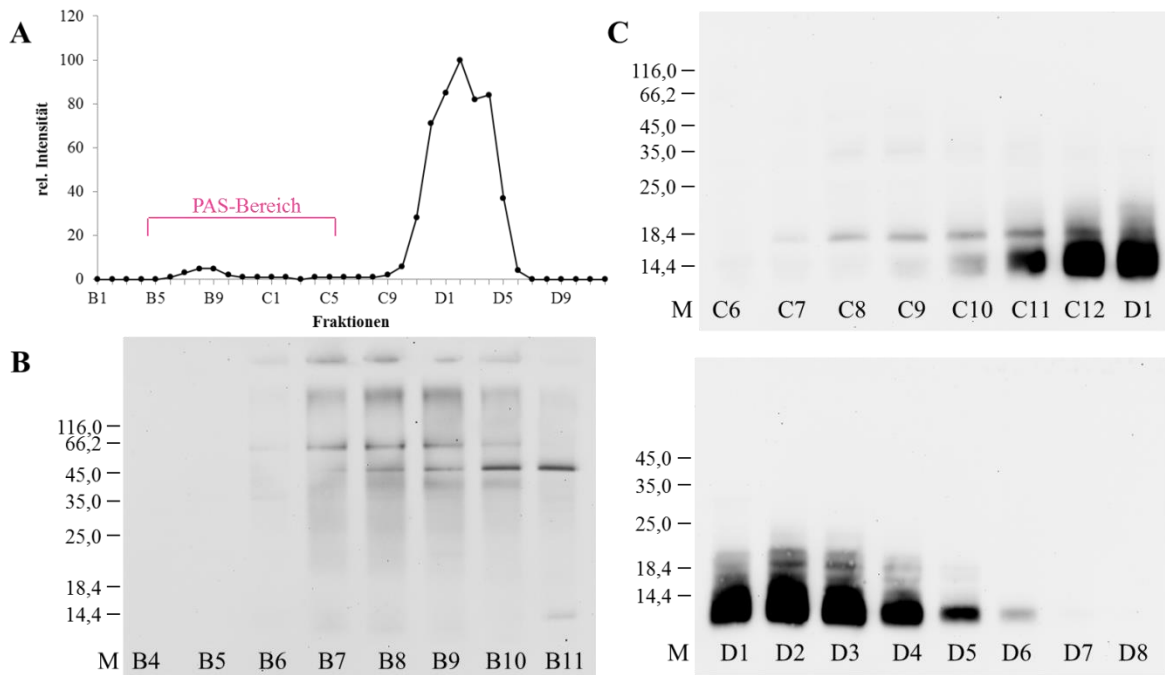 A
120
100
80
60
40
20
0
rel. Intensität
PAS-Bereich
B1 B5 B9 C1 C5 C9 D1 D5 D9
Fraktionen
B
116,0
66,2
45,0
35,0
25,0
18,4
14,4
M B4 B5 B6 B7 B8 B9 B10 B11
C
116,0
66,2
45,0
35,0
25,0
18,4
14,4
M C6 C7 C8 C9 C10 C11 C12 D1
45,0
35,0
25,0
18,4
14,4
M D1 D2 D3 D4 D5 D6 D7 D8